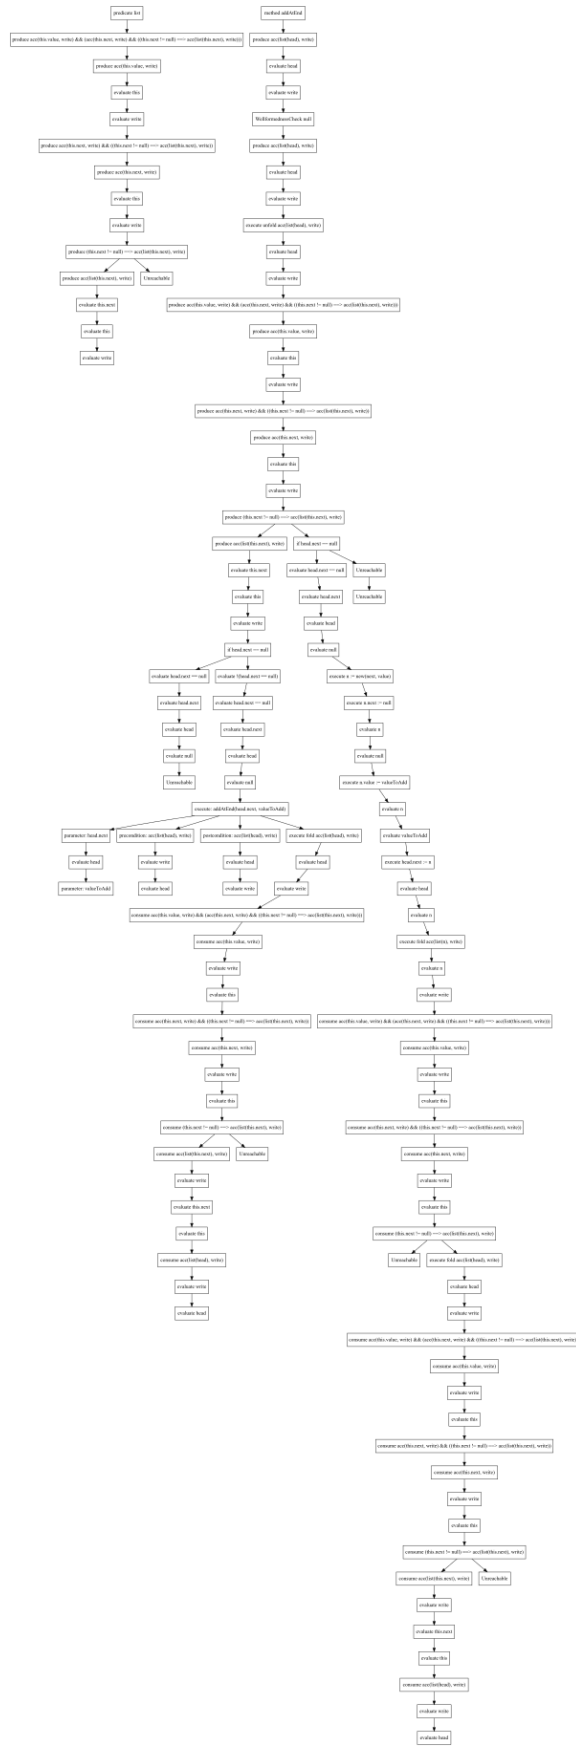 predicate list
produce acc(this.value, write) && (acc(this.next, write) && ((this.next != null) ==> acc(list(this.next), write)))
produce acc(this.value, write)
evaluate this
evaluate write
produce acc(this.next, write) && ((this.next != null) ==> acc(list(this.next), write))
produce acc(this.next, write)
evaluate this
evaluate write
produce (this.next != null) ==> acc(list(this.next), write)
produce acc(list(this.next), write)
Unreachable
evaluate this.next
evaluate this
evaluate write
method addAtEnd
produce acc(list(head), write)
evaluate head
evaluate write
WellformednessCheck null
produce acc(list(head), write)
evaluate head
evaluate write
execute unfold acc(list(head), write)
evaluate head
evaluate write
produce acc(this.value, write) && (acc(this.next, write) && ((this.next != null) ==> acc(list(this.next), write)))
produce acc(this.value, write)
evaluate this
evaluate write
produce acc(this.next, write) && ((this.next != null) ==> acc(list(this.next), write))
produce acc(this.next, write)
evaluate this
evaluate write
produce (this.next != null) ==> acc(list(this.next), write)
produce acc(list(this.next), write)
evaluate this.next
evaluate this
evaluate write
if head.next == null
evaluate head.next == null
evaluate head.next
evaluate head
evaluate null
Unreachable
evaluate !(head.next == null)
evaluate head.next == null
evaluate head.next
evaluate head
evaluate null
execute: addAtEnd(head.next, valueToAdd)
parameter: head.next
evaluate head
parameter: valueToAdd
precondition: acc(list(head), write)
evaluate write
evaluate head
postcondition: acc(list(head), write)
evaluate head
evaluate write
execute fold acc(list(head), write)
evaluate head
evaluate write
consume acc(this.value, write) && (acc(this.next, write) && ((this.next != null) ==> acc(list(this.next), write)))
consume acc(this.value, write)
evaluate write
evaluate this
consume acc(this.next, write) && ((this.next != null) ==> acc(list(this.next), write))
consume acc(this.next, write)
evaluate write
evaluate this
consume (this.next != null) ==> acc(list(this.next), write)
consume acc(list(this.next), write)
Unreachable
evaluate write
evaluate this.next
evaluate this
consume acc(list(head), write)
evaluate write
evaluate head
if head.next == null
evaluate head.next == null
Unreachable
Unreachable
evaluate head.next
evaluate head
evaluate null
execute n := new(next, value)
execute n.next := null
evaluate n
evaluate null
execute n.value := valueToAdd
evaluate n
evaluate valueToAdd
execute head.next := n
evaluate head
evaluate n
execute fold acc(list(n), write)
evaluate n
evaluate write
consume acc(this.value, write) && (acc(this.next, write) && ((this.next != null) ==> acc(list(this.next), write)))
consume acc(this.value, write)
evaluate write
evaluate this
consume acc(this.next, write) && ((this.next != null) ==> acc(list(this.next), write))
consume acc(this.next, write)
evaluate write
evaluate this
consume (this.next != null) ==> acc(list(this.next), write)
Unreachable
execute fold acc(list(head), write)
evaluate head
evaluate write
consume acc(this.value, write) && (acc(this.next, write) && ((this.next != null) ==> acc(list(this.next), write)))
consume acc(this.value, write)
evaluate write
evaluate this
consume acc(this.next, write) && ((this.next != null) ==> acc(list(this.next), write))
consume acc(this.next, write)
evaluate write
evaluate this
consume (this.next != null) ==> acc(list(this.next), write)
consume acc(list(this.next), write)
Unreachable
evaluate write
evaluate this.next
evaluate this
consume acc(list(head), write)
evaluate write
evaluate head